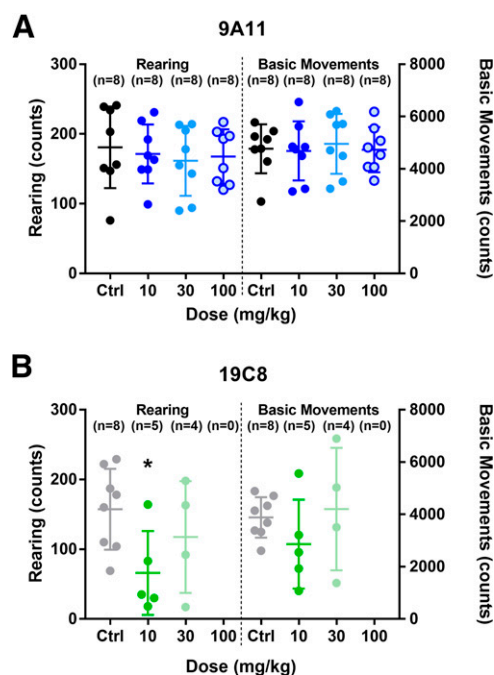 A
9A11
Rearing
Basic Movements
(n=8) (n=8) (n=8) (n=8) (n=8) (n=8) (n=8) (n=8)
Rearing (counts)
300
200
100
0
8000
6000
4000
2000
0
Basic Movements (counts)
Ctrl 10 30 100 Ctrl 10 30 100
Dose (mg/kg)
B
19C8
Rearing
Basic Movements
(n=8) (n=5) (n=4) (n=0) (n=8) (n=5) (n=4) (n=0)
*
Rearing (counts)
300
200
100
0
8000
6000
4000
2000
0
Basic Movements (counts)
Ctrl 10 30 100 Ctrl 10 30 100
Dose (mg/kg)